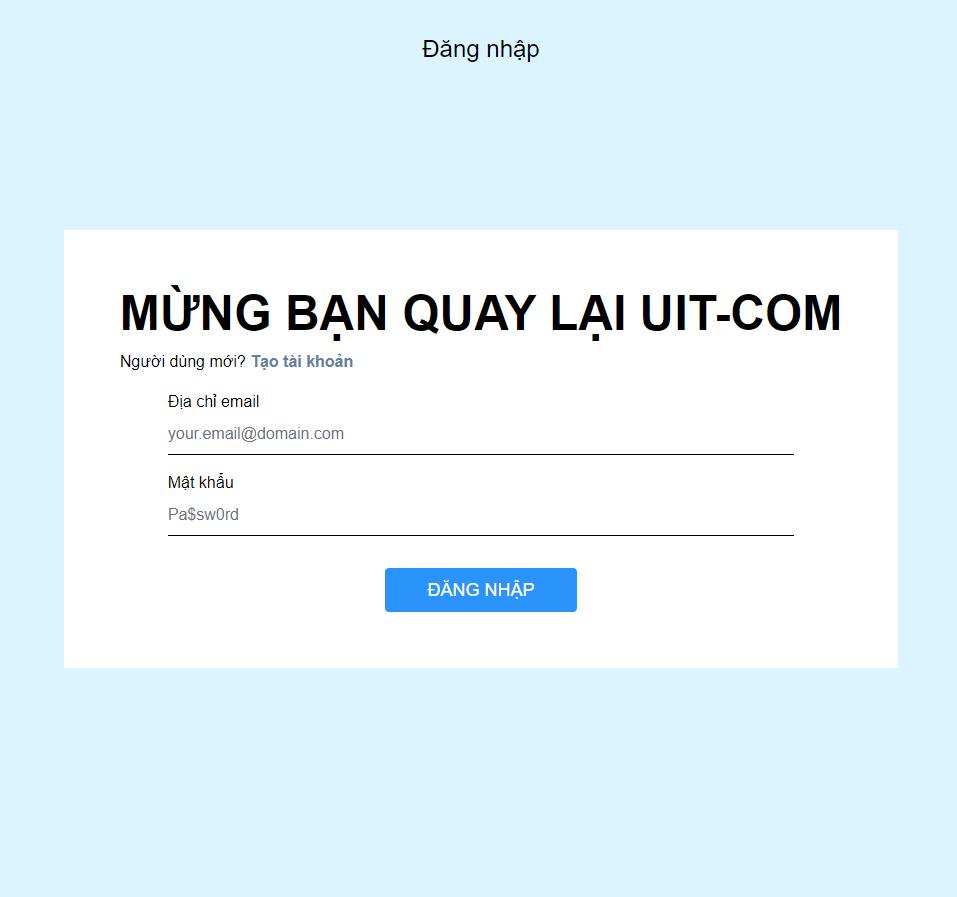 Đăng nhập
MỪNG BẠN QUAY LẠI UIT-COM
Người dùng mới? Tạo tài khoản
Địa chỉ email
your.email@domain.com
Mật khẩu
Pa$sw0rd
ĐĂNG NHẬP